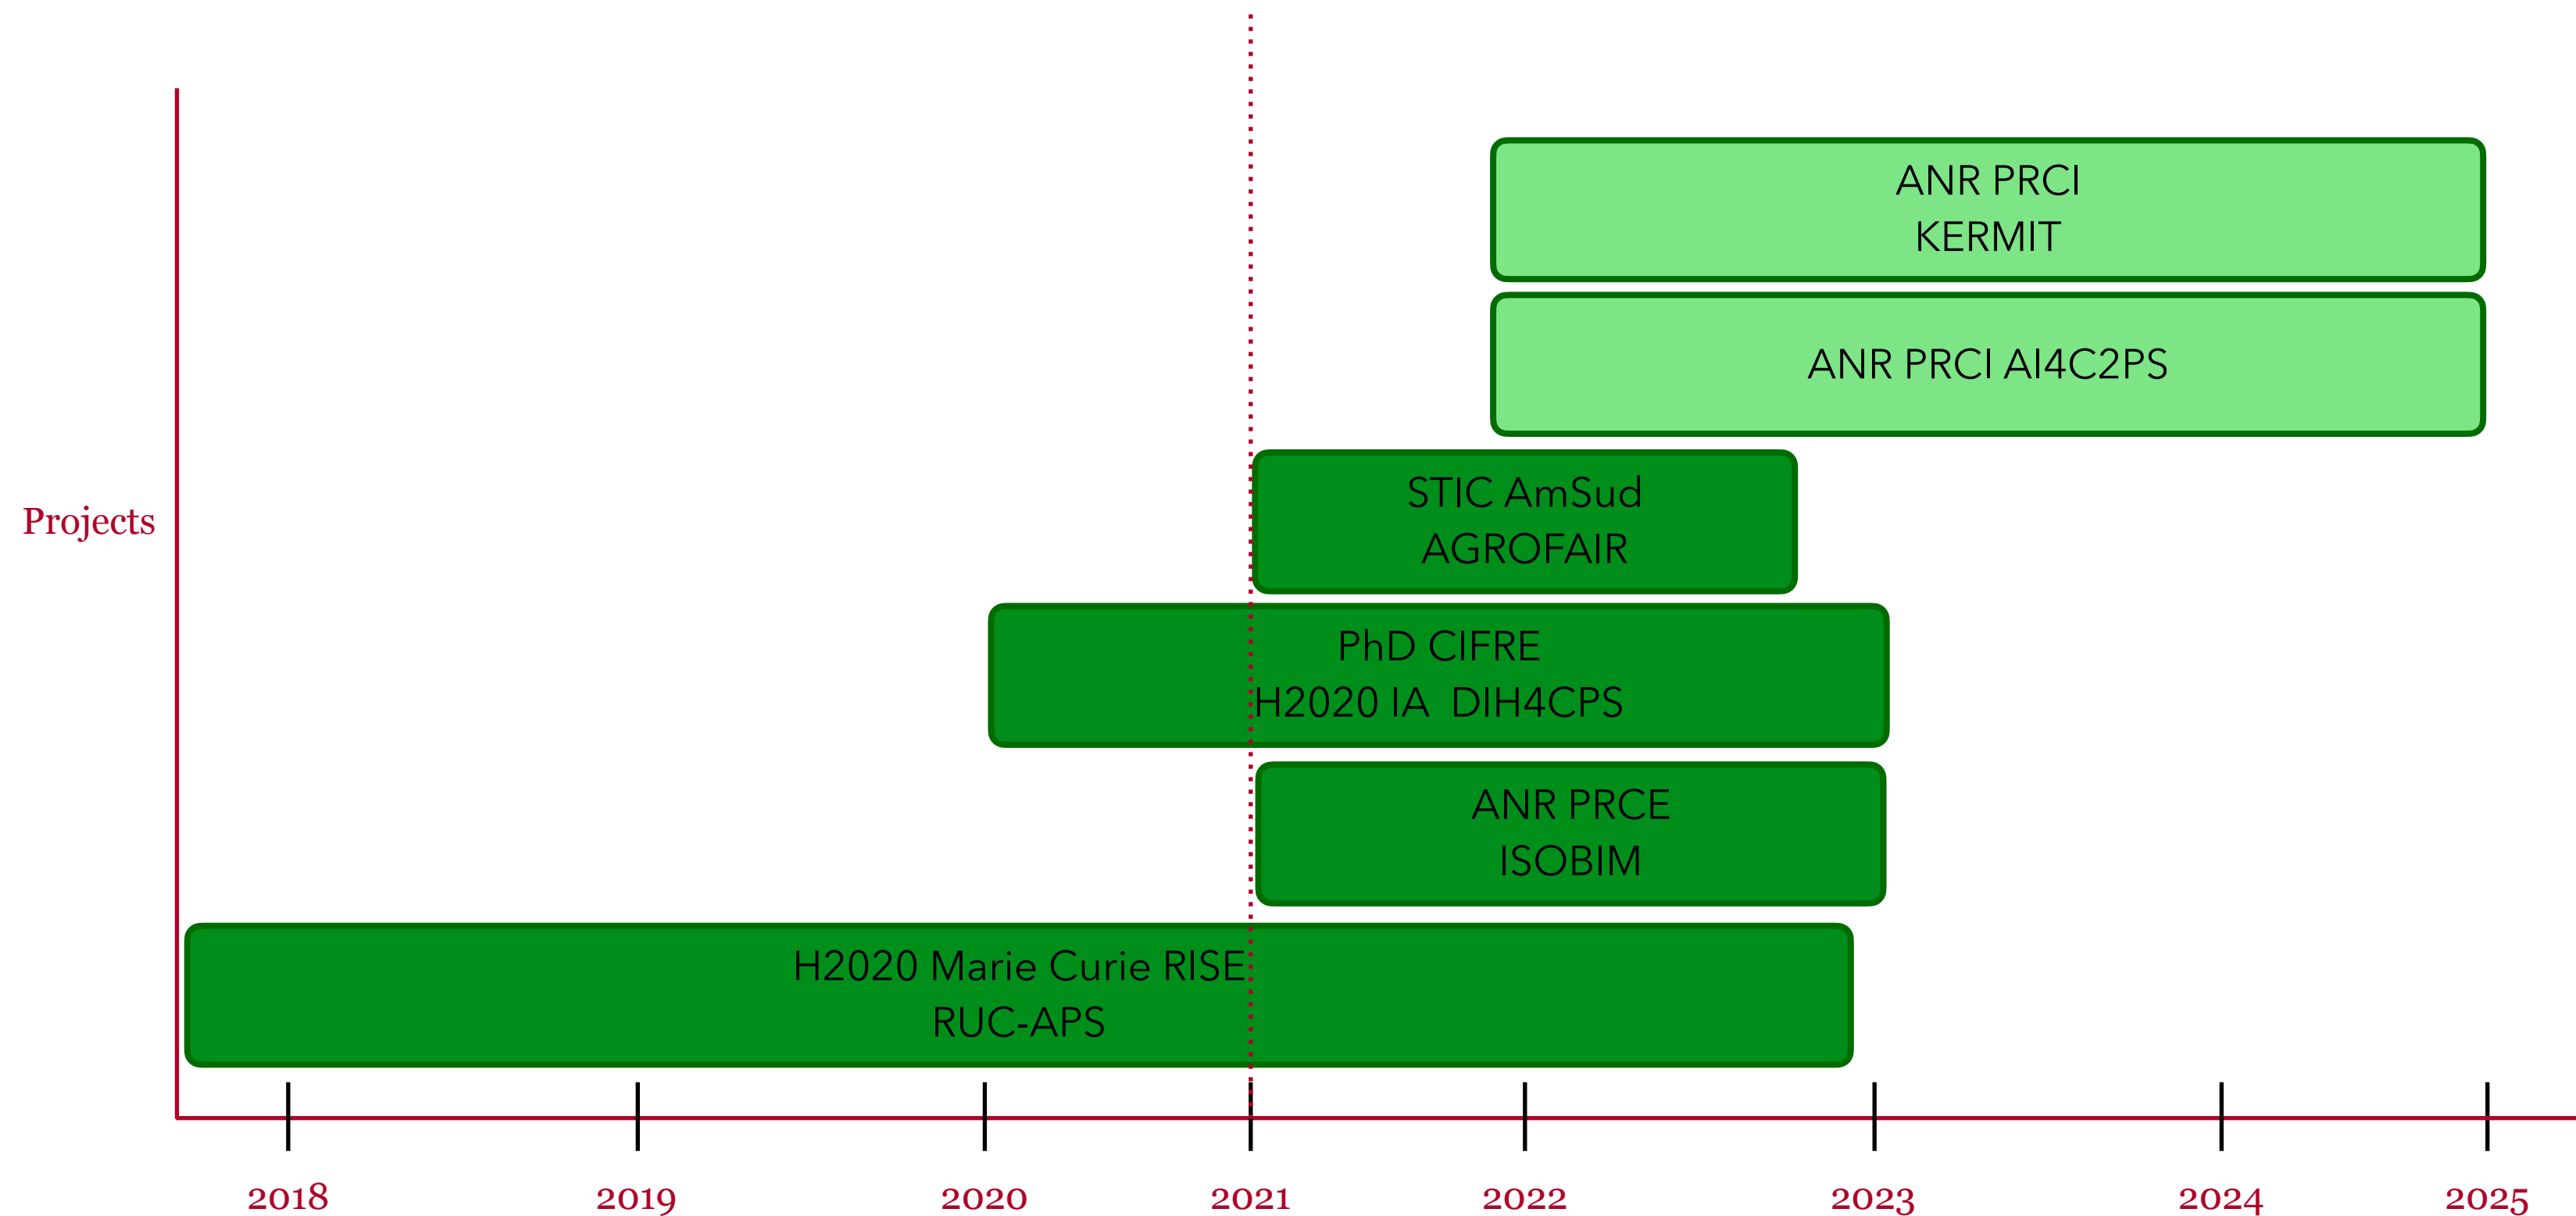 ANR PRCI
KERMIT
ANR PRCI AI4C2PS
STIC AmSud
AGROFAIR
Projects
PhD CIFRE
H2020 IA  DIH4CPS
ANR PRCE
ISOBIM
H2020 Marie Curie RISE
RUC-APS
2018 2019 2020 2021 2022 2023 2024 2025